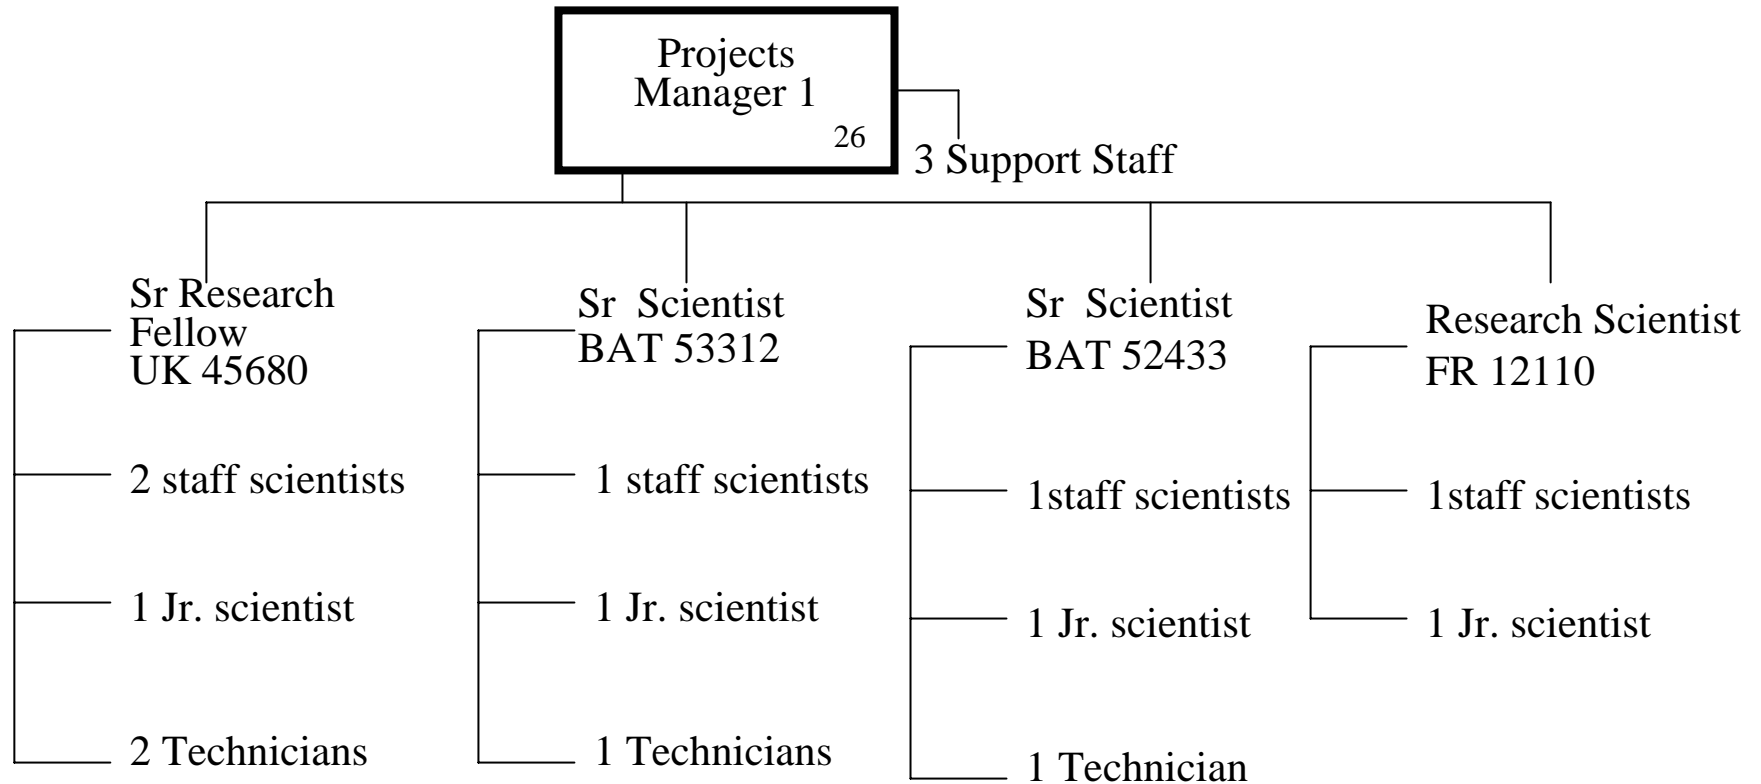 Projects
Manager 1
26
3 Support Staff
Sr Research
Fellow
UK 45680
2 staff scientists
1 Jr. scientist
2 Technicians
Sr  Scientist
BAT 53312
1 staff scientists
1 Jr. scientist
1 Technicians
Sr  Scientist
BAT 52433
1staff scientists
1 Jr. scientist
1 Technician
Research Scientist
FR 12110
1staff scientists
1 Jr. scientist